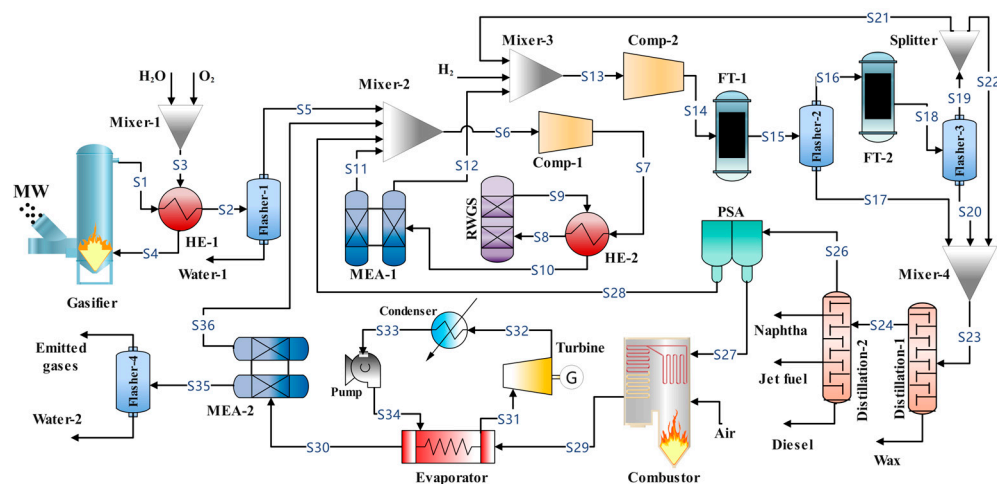 S21
Mixer-3
Comp-2
Splitter
H₂O
O₂
Mixer-2
H₂
S13
FT-1
S16
S22
Mixer-1
S5
S14
S19
S6
S15
Flasher-2
S18
Flasher-3
FT-2
S3
S12
Comp-1
S7
S1
S11
MW
S2
Flasher-1
RWGS
S9
S17
S20
HE-1
S8
PSA
S4
Water-1
MEA-1
S10
HE-2
S26
Mixer-4
Gasifier
S28
Condenser
S36
S33
S32
Naphtha
S24
S23
Emitted
gases
Turbine
S27
Flasher-4
S35
Pump
G
Jet fuel
Distillation-2
Distillation-1
MEA-2
Water-2
S34
S31
Air
S30
S29
Diesel
Wax
Evaporator
Combustor